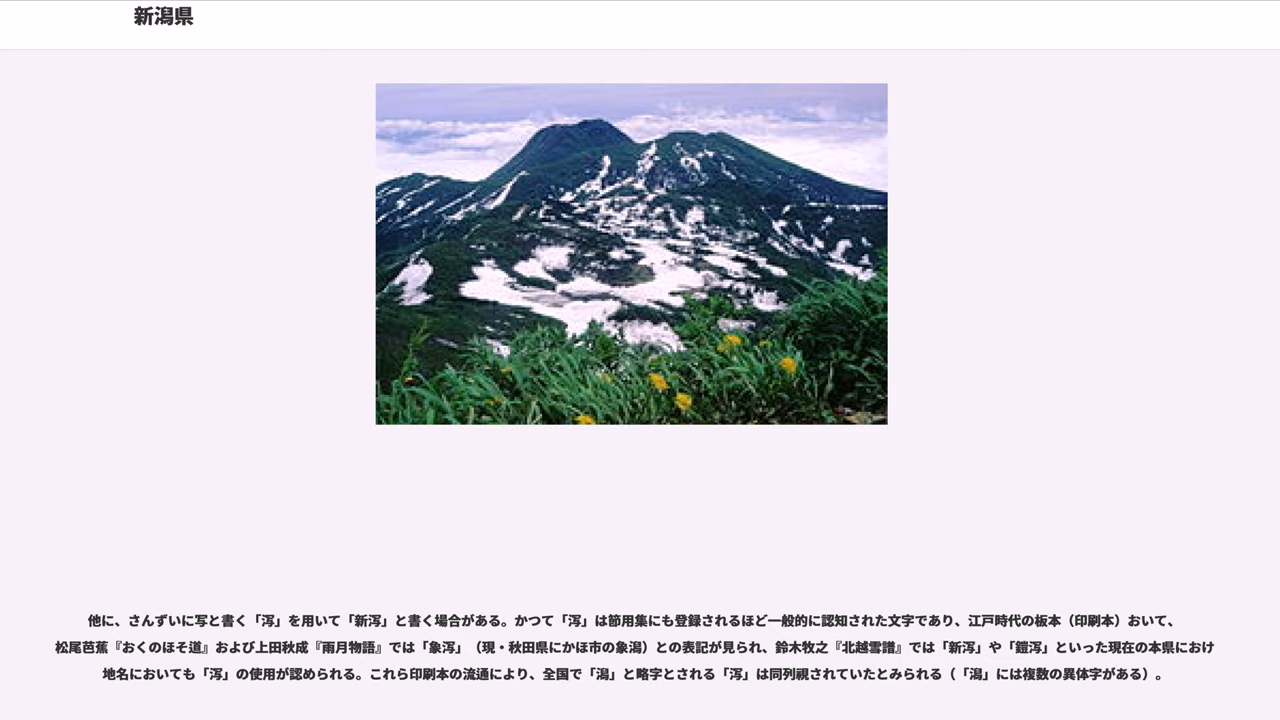 新潟県
他に、さんずいに写と書く「泻」を用いて「新泻」と書く場合がある。かつて「泻」は節用集にも登録されるほど一般的に認知された文字であり、江戸時代の板本（印刷本）おいて、
松尾芭蕉『おくのほそ道』および上田秋成『雨月物語』では「象泻」（現・秋田県にかほ市の象潟）との表記が見られ、鈴木牧之『北越雪譜』では「新泻」や「鎧泻」といった現在の本県におけ
地名においても「泻」の使用が認められる。これら印刷本の流通により、全国で「潟」と略字とされる「泻」は同列視されていたとみられる（「潟」には複数の異体字がある）。